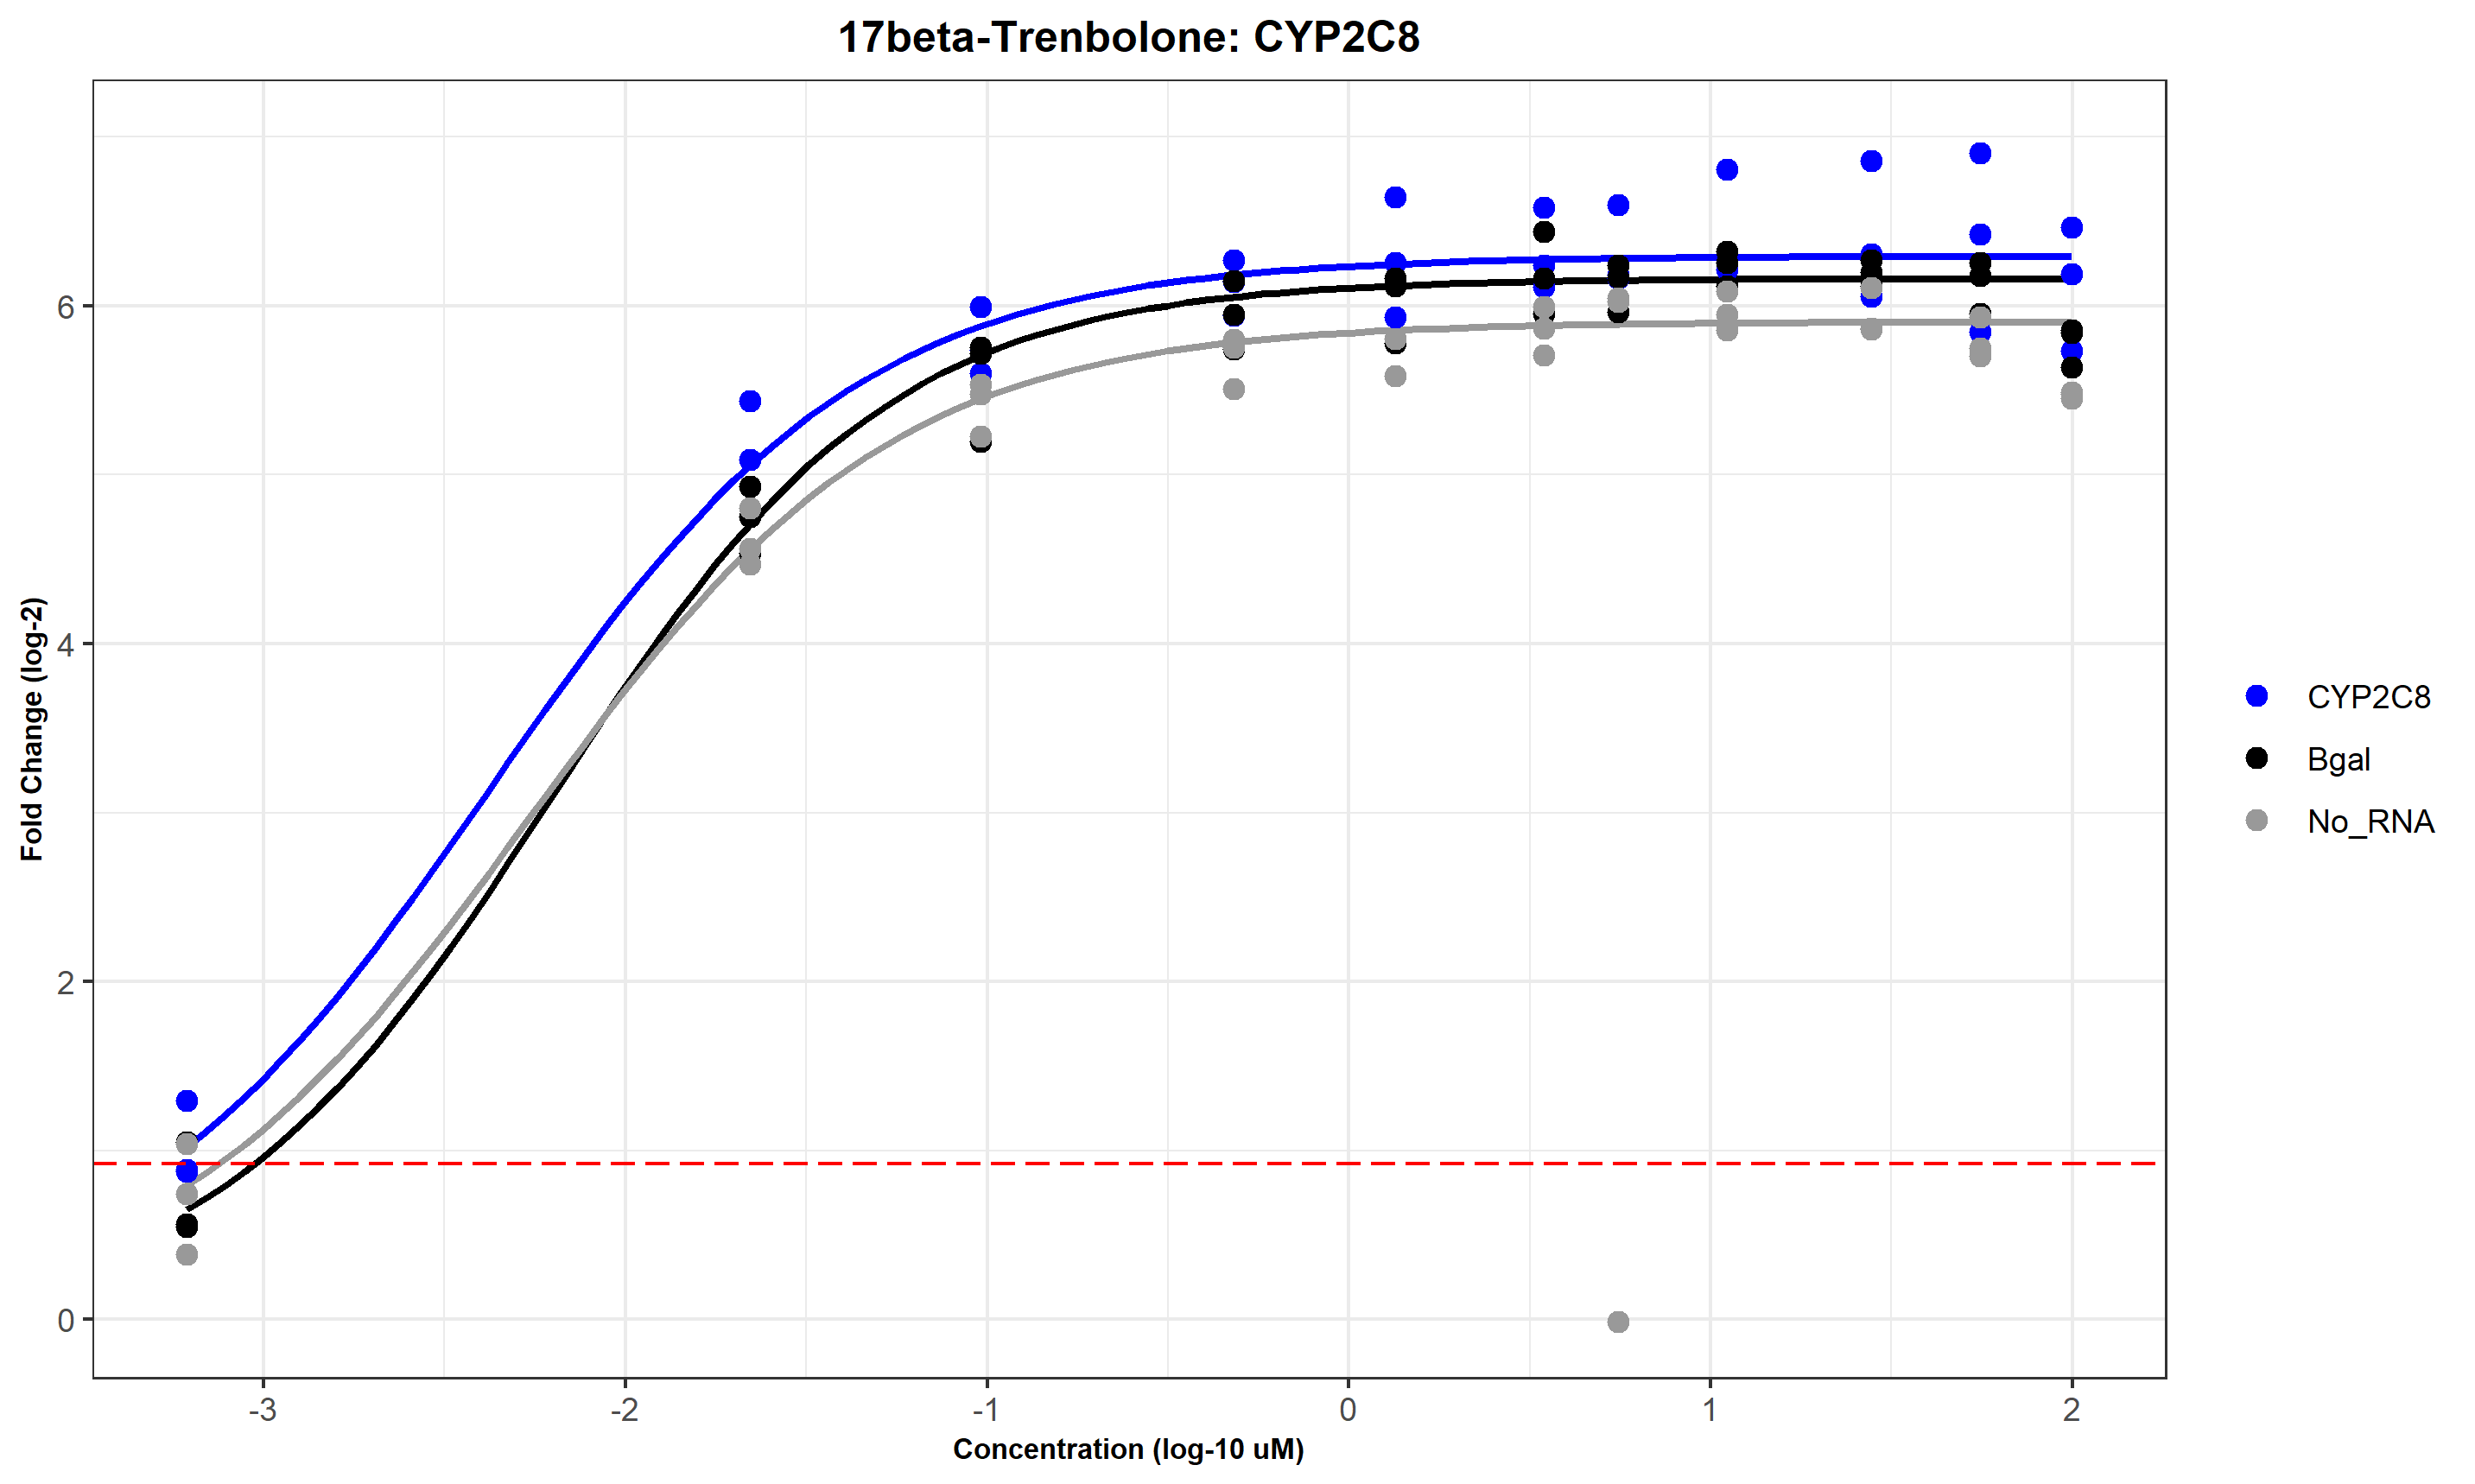 17beta-Trenbolone: CYP2C8
Fold Change (log-2)
6
4
2
0
-3
-2
-1
0
1
2
Concentration (log-10 uM)
CYP2C8
Bgal
No_RNA